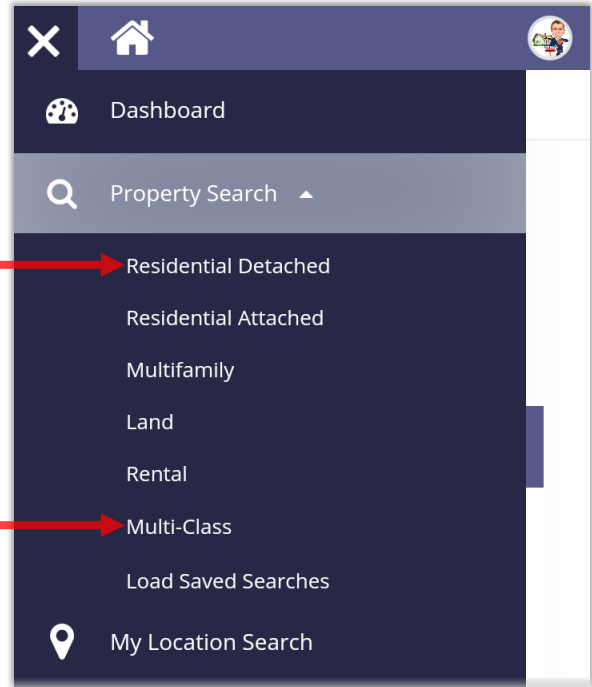 Dashboard
Property Search
Residential Detached
Residential Attached
Multifamily
Land
Rental
Multi-Class
Load Saved Searches
My Location Search